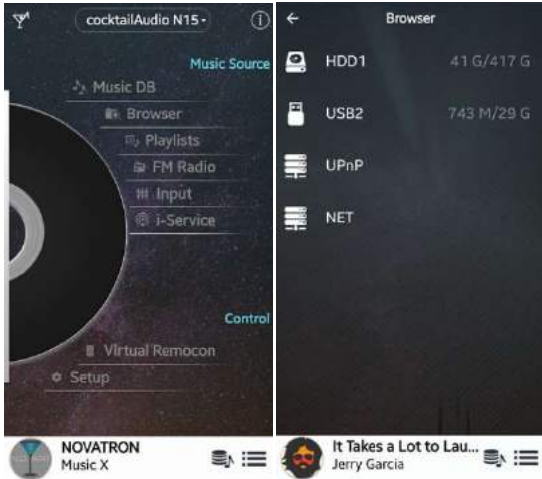 cocktailAudio N15
Music Source
Music DB
Browser
Playlists
FM Radio
Input
i-Service
Control
Virtual Remocon
Setup
NOVATRON
Music X
Browser
HDD1 41 G/417 G
USB2 743 M/29 G
UPnP
NET
It Takes a Lot to Lau...
Jerry Garcia